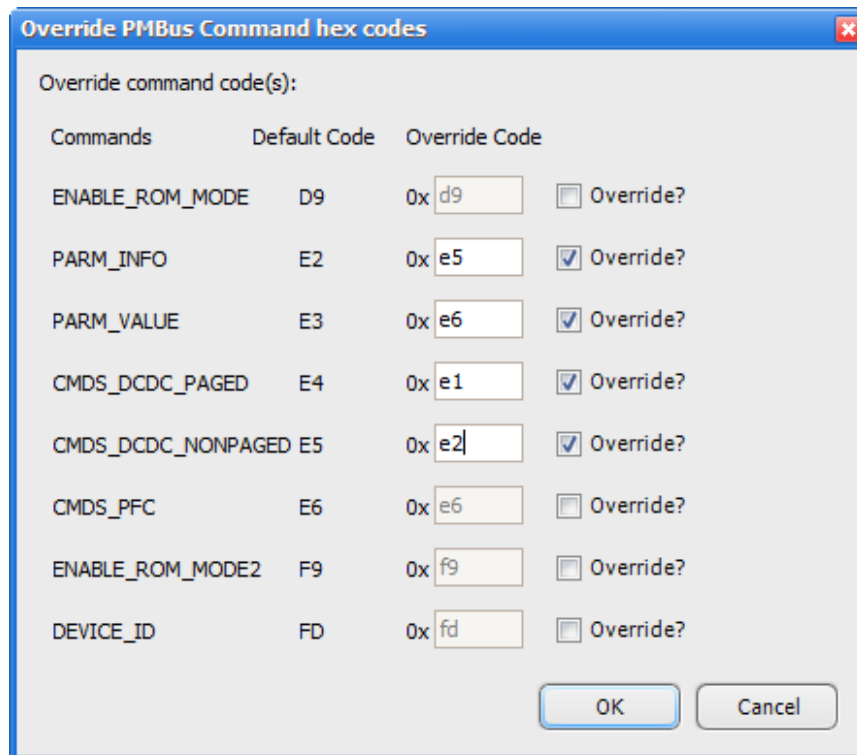 Override PMBus Command hex codes
Override command code(s):
Commands Default Code Override Code
ENABLE_ROM_MODE D9 0x d9 Override?
PARM_INFO E2 0x e5 Override?
PARM_VALUE E3 0x e6 Override?
CMDS_DCDC_PAGED E4 0x e1 Override?
CMDS_DCDC_NONPAGED E5 0x e2 Override?
CMDS_PFC E6 0x e6 Override?
ENABLE_ROM_MODE2 F9 0x f9 Override?
DEVICE_ID FD 0x fd Override?
OK Cancel